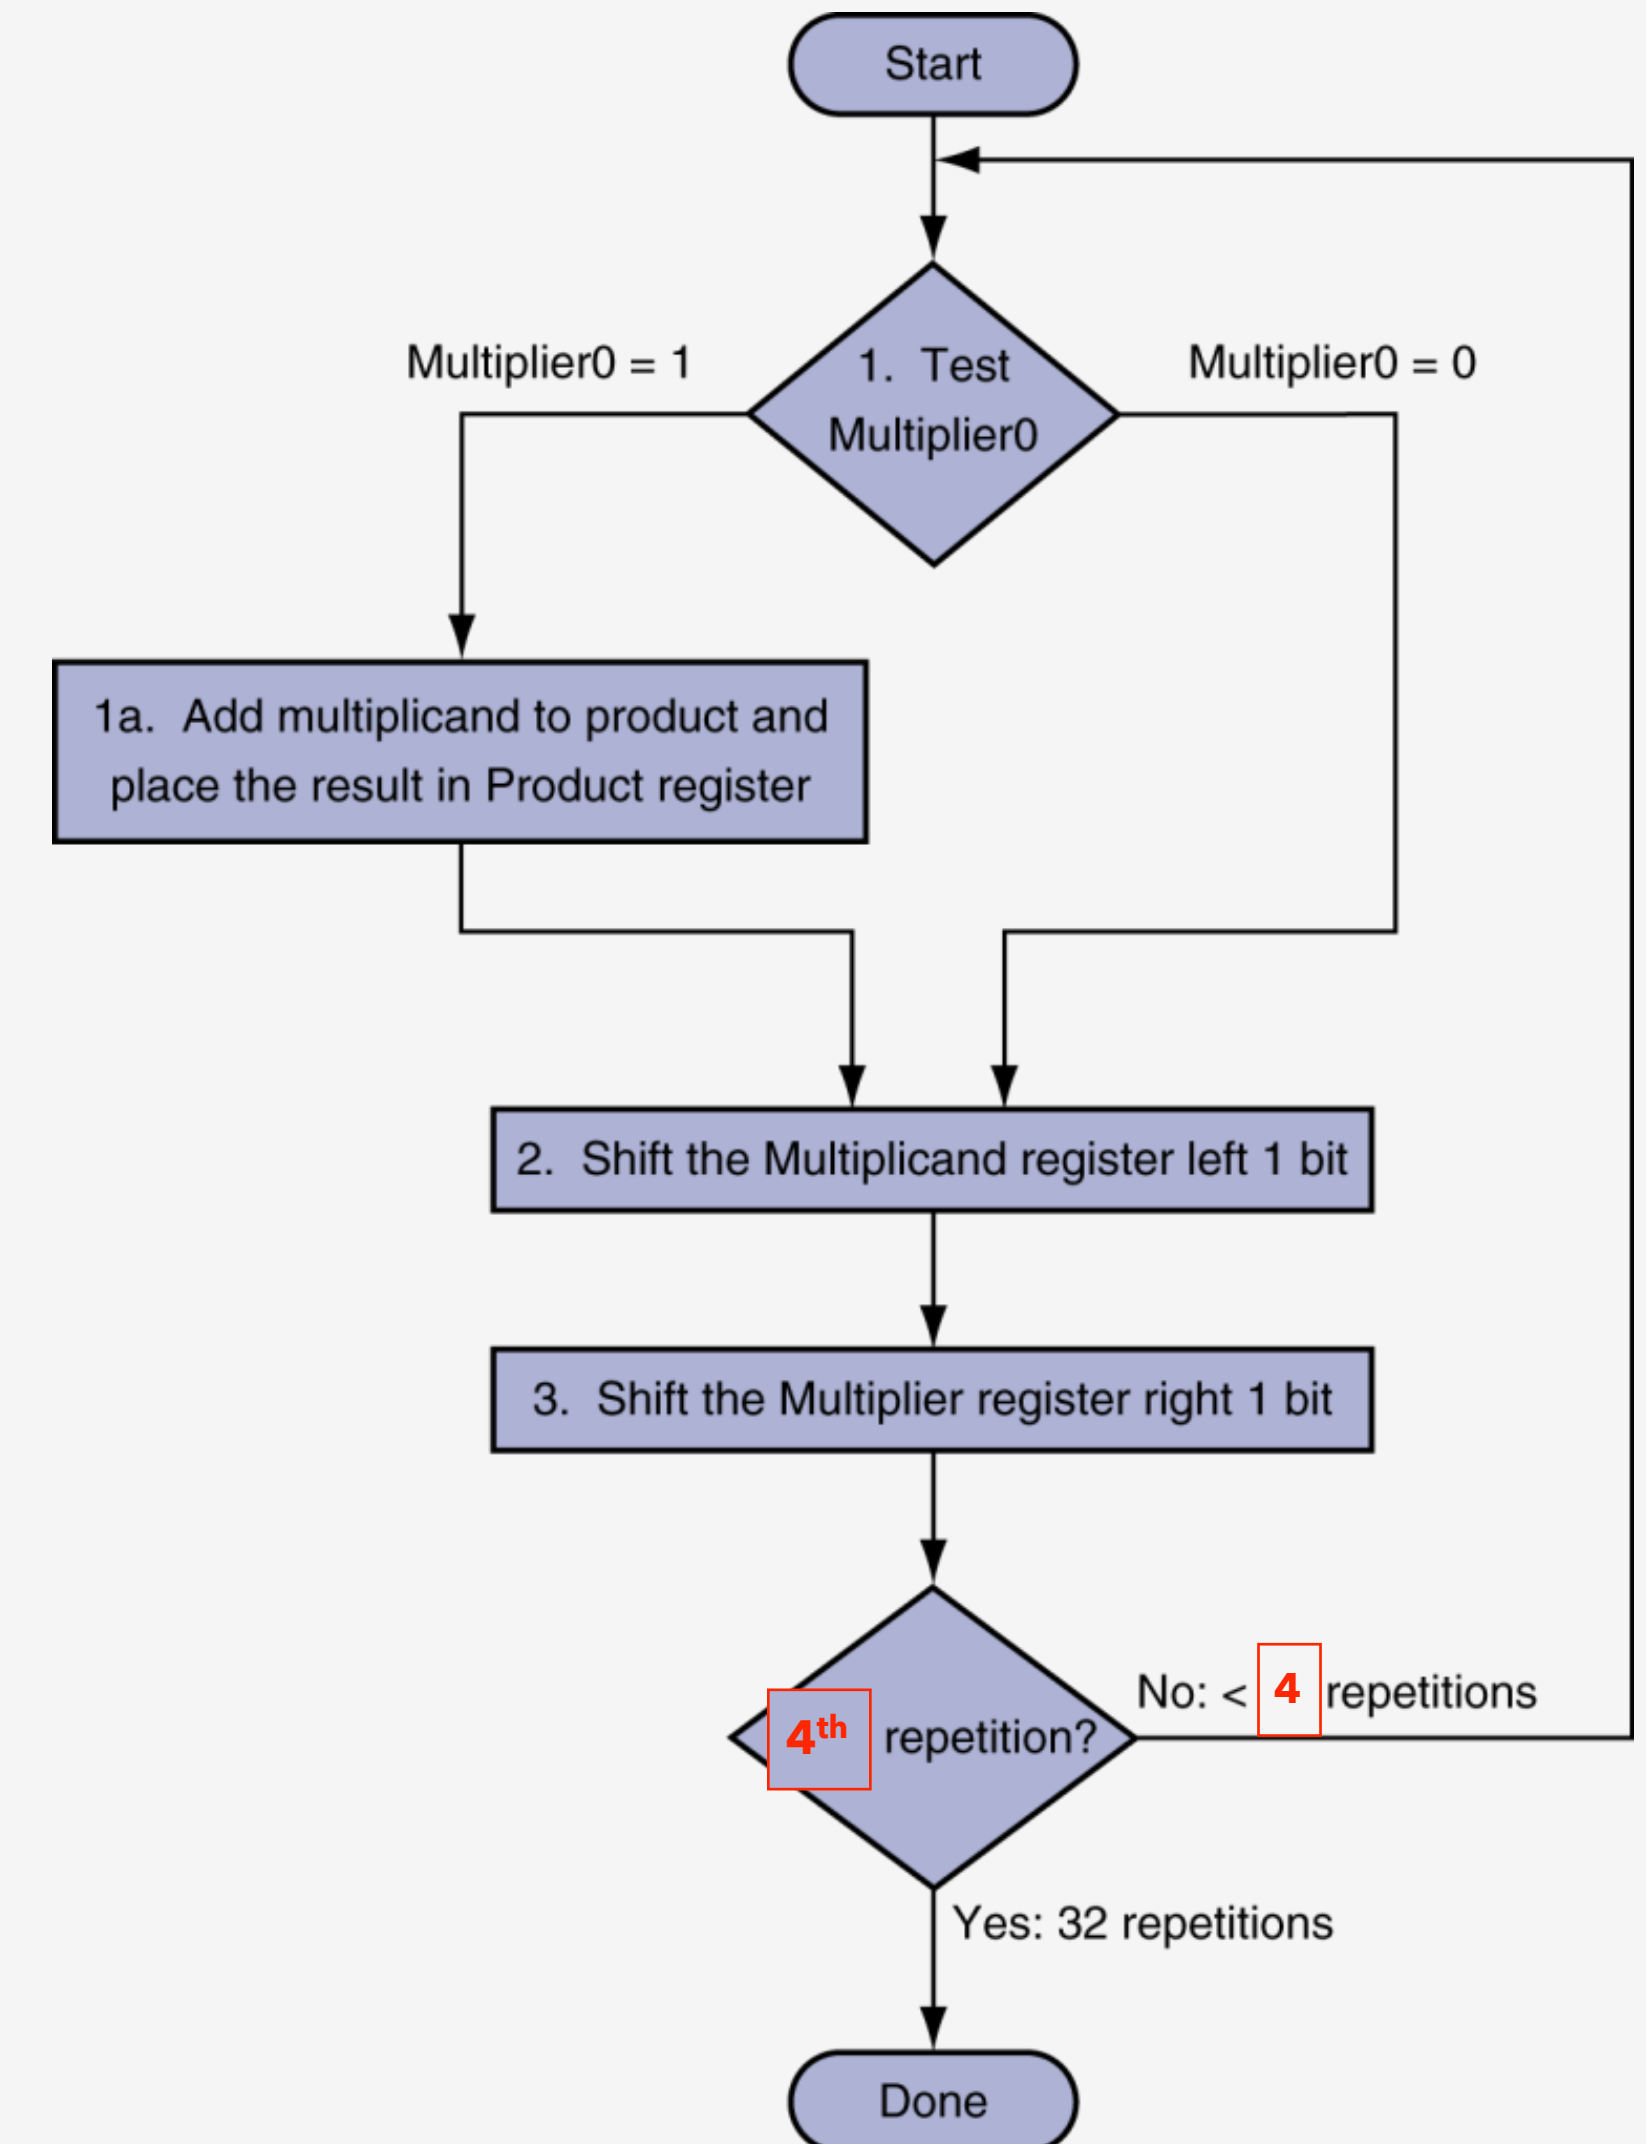 Start
Multiplier0 = 1
1. Test
Multiplier0
Multiplier0 = 0
1a. Add multiplicand to product and
place the result in Product register
2. Shift the Multiplicand register left 1 bit
3. Shift the Multiplier register right 1 bit
4th repetition?
No: < 4 repetitions
Yes: 32 repetitions
Done